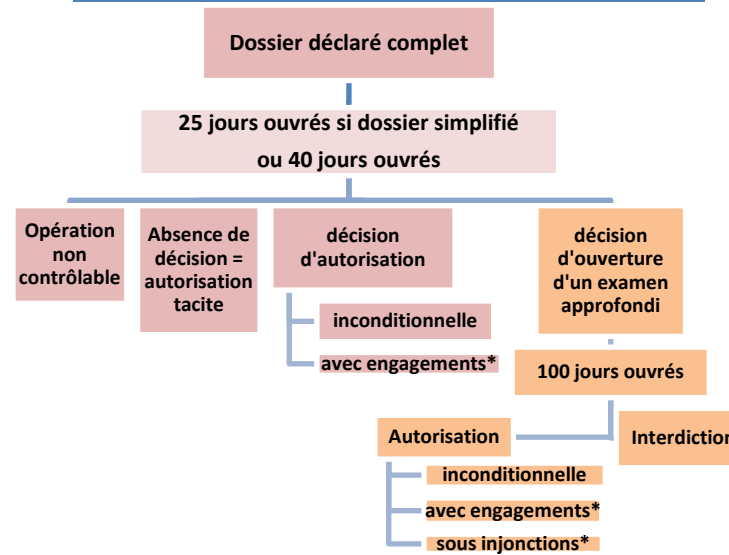 Dossier déclaré complet
25 jours ouvrés si dossier simplifié
ou 40 jours ouvrés
Opération
non
contrôlable
Absence de
décision =
autorisation
tacite
décision
d'autorisation
inconditionnelle
avec engagements*
décision
d'ouverture
d'un examen
approfondi
100 jours ouvrés
Autorisation
inconditionnelle
avec engagements*
sous injonctions*
Interdiction